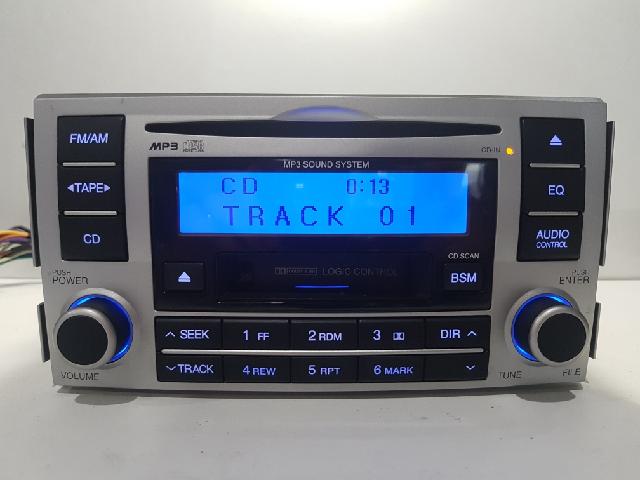 FM/AM
◂TAPE▸
CD
MP3
CD-IN
MP3 SOUND SYSTEM
CD 0:13
TRACK 01
EQ
AUDIO
CONTROL
CD SCAN
BSM
LOGIC CONTROL
PUSH
POWER
PUSH
ENTER
SEEK
1 FF
2 RDM
3
DIR
TRACK
4 REW
5 RPT
6 MARK
VOLUME
TUNE
FILE